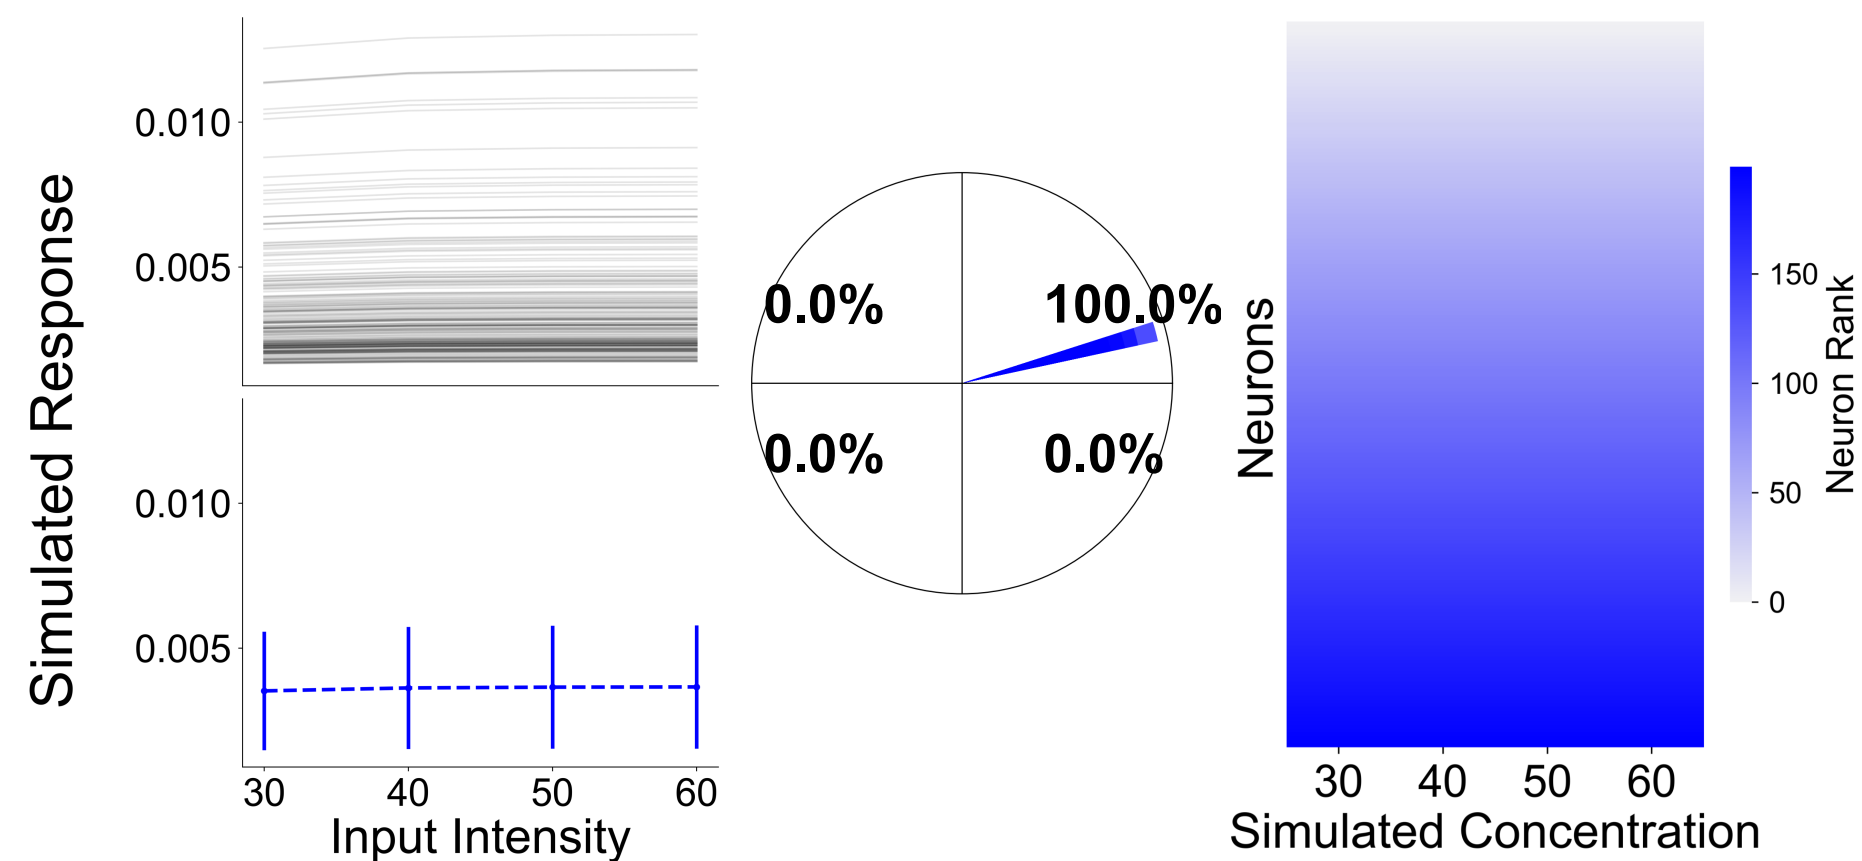 Simulated Response
0.010
0.005
0.010
0.005
30 40 50 60
Input Intensity
0.0% 100.0%
0.0% 0.0%
Neurons
30 40 50 60
Simulated Concentration
150
100
50
0
Neuron Rank